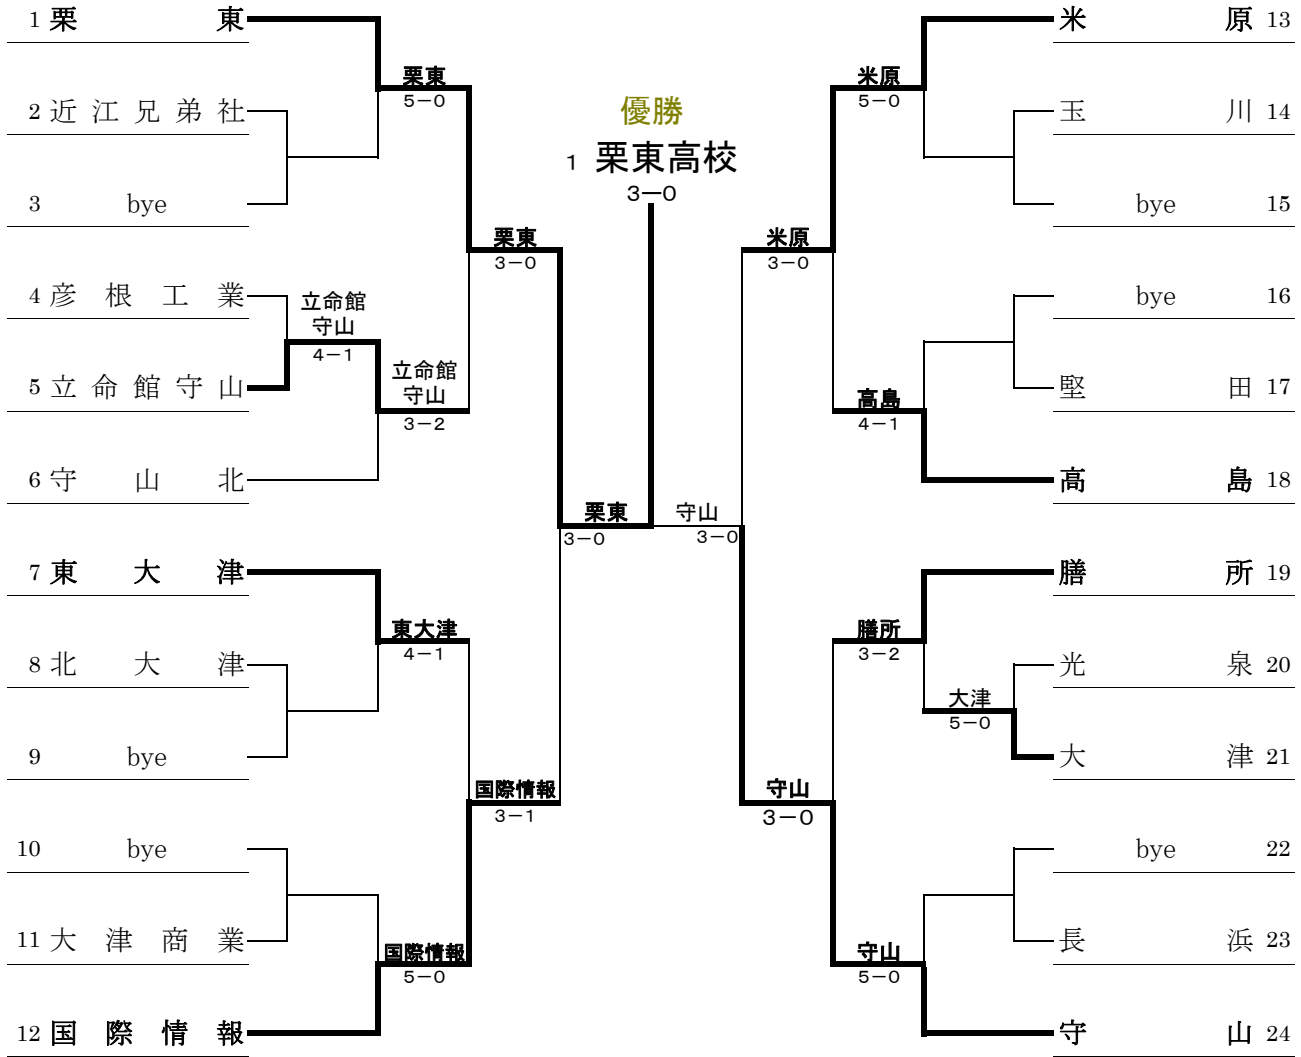 1 栗東
2 近江兄弟社
3 bye
4 彦根工業
5 立命館守山
6 守山北
7 東大津
8 北大津
9 bye
10 bye
11 大津商業
12 国際情報
立命館
守山
4-1
栗東
5-0
立命館
守山
3-2
東大津
4-1
国際情報
5-0
栗東
3-0
国際情報
3-1
栗東
3-0
優勝
1 栗東高校
3-0
守山
3-0
米原
3-0
守山
3-0
米原
5-0
高島
4-1
膳所
3-2
守山
5-0
大津
5-0
米原 13
玉川 14
bye 15
bye 16
堅田 17
高島 18
膳所 19
光泉 20
大津 21
bye 22
長浜 23
守山 24